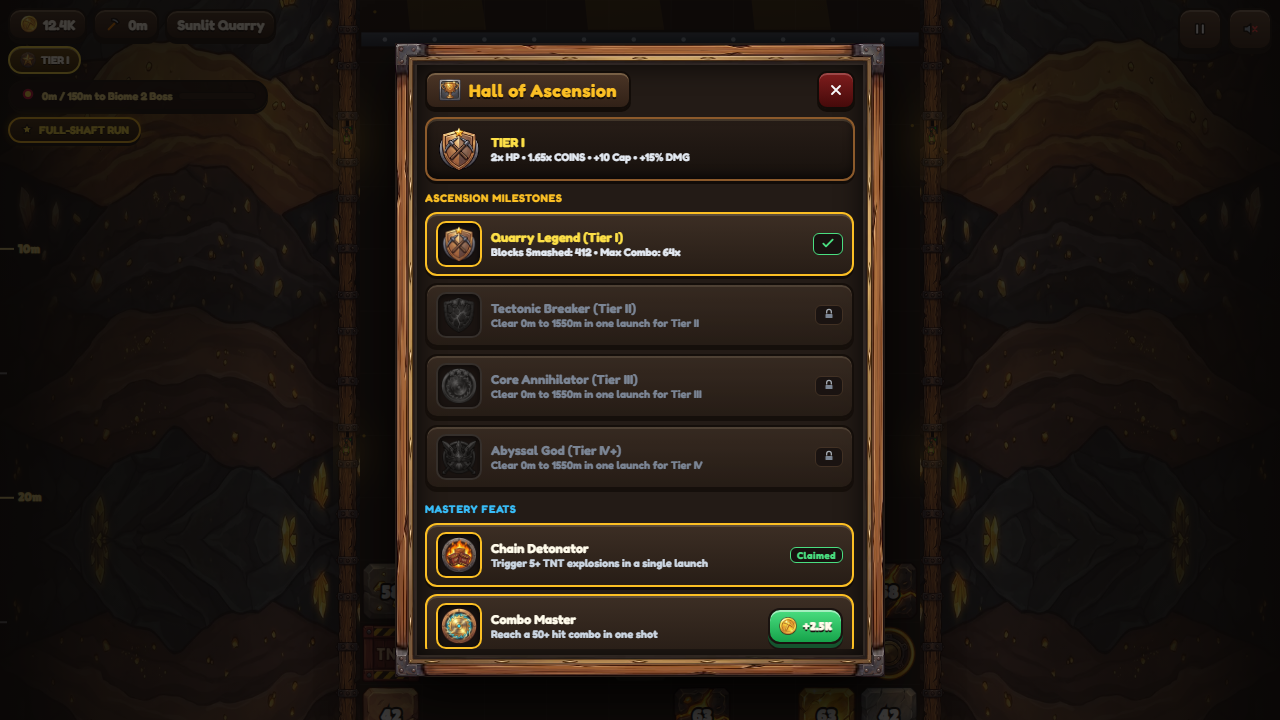 12.4K
0m
Sunlit Quarry
TIER I
0m / 150m to Biome 2 Boss
FULL-SHAFT RUN
10m
20m
Hall of Ascension
TIER I
2x HP • 1.65x COINS • +10 Cap • +15% DMG
ASCENSION MILESTONES
Quarry Legend (Tier I)
Blocks Smashed: 412 • Max Combo: 64x
Tectonic Breaker (Tier II)
Clear 0m to 1550m in one launch for Tier II
Core Annihilator (Tier III)
Clear 0m to 1550m in one launch for Tier III
Abyssal God (Tier IV+)
Clear 0m to 1550m in one launch for Tier IV
MASTERY FEATS
Chain Detonator
Trigger 5+ TNT explosions in a single launch
Claimed
Combo Master
Reach a 50+ hit combo in one shot
+2.5K
42
63
63
42